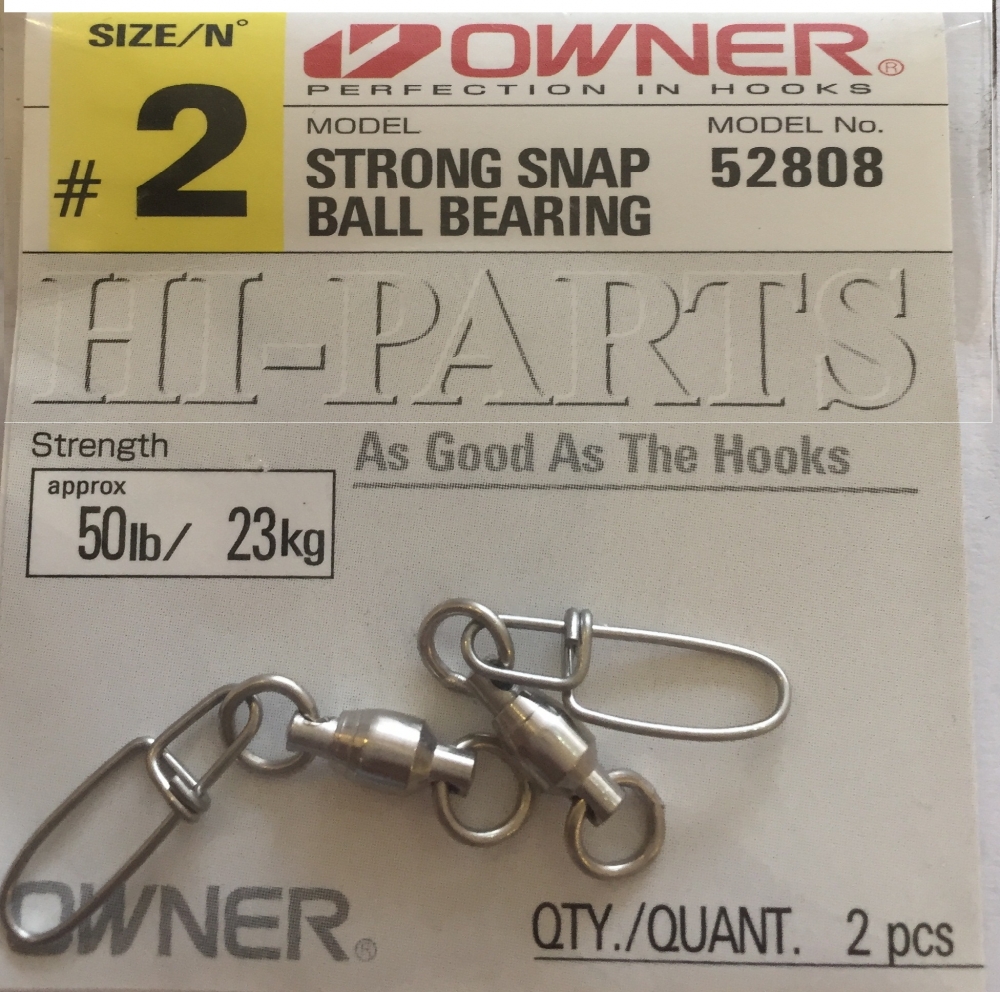 SIZE/N°
#2
OWNER®
PERFECTION IN HOOKS
MODEL
STRONG SNAP
BALL BEARING
MODEL No.
52808
HI-PARTS
Strength
approx
50lb/ 23kg
As Good As The Hooks
OWNER®
QTY./QUANT. 2 pcs